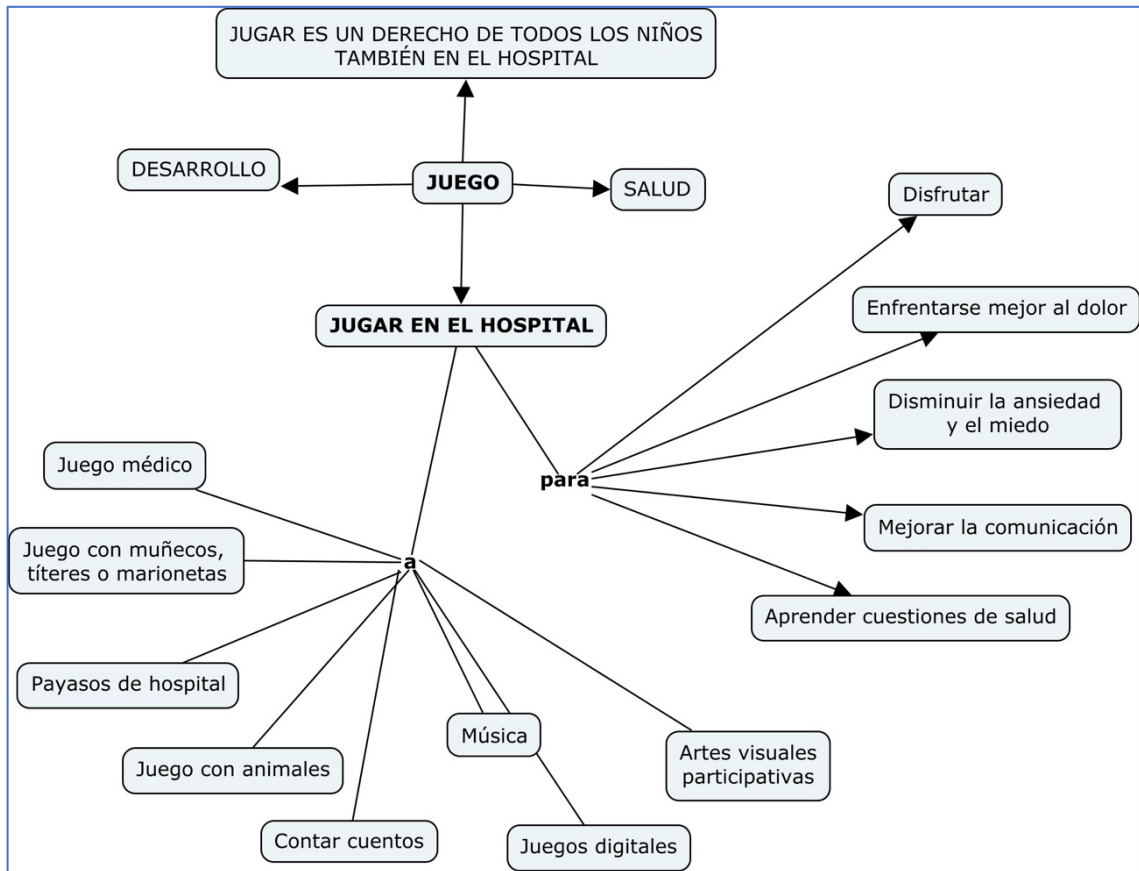 JUGAR ES UN DERECHO DE TODOS LOS NIÑOS
TAMBIÉN EN EL HOSPITAL
DESARROLLO
JUEGO
SALUD
Disfrutar
Enfrentarse mejor al dolor
JUGAR EN EL HOSPITAL
Disminuir la ansiedad
y el miedo
Juego médico
para
Mejorar la comunicación
Juego con muñecos,
títeres o marionetas
a
Aprender cuestiones de salud
Payasos de hospital
Música
Artes visuales
participativas
Juego con animales
Contar cuentos
Juegos digitales